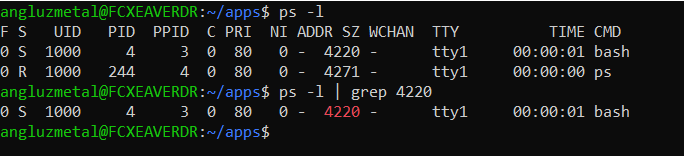 angluzmetal@FCXEAVERDR:~/apps$ ps -l
F S   UID   PID  PPID  C PRI  NI ADDR SZ WCHAN  TTY          TIME CMD
0 S  1000     4     3  0  80   0 -  4220 -      tty1     00:00:01 bash
0 R  1000   244     4  0  80   0 -  4271 -      tty1     00:00:00 ps
angluzmetal@FCXEAVERDR:~/apps$ ps -l | grep 4220
0 S  1000     4     3  0  80   0 -  4220 -      tty1     00:00:01 bash
angluzmetal@FCXEAVERDR:~/apps$